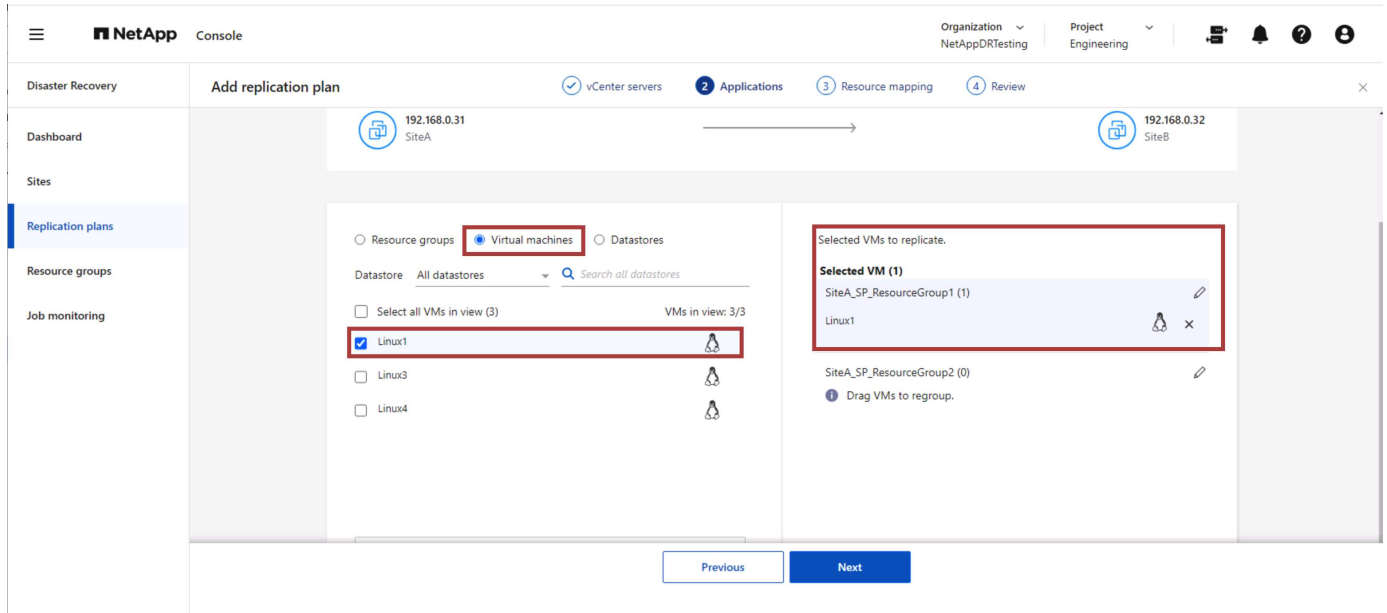 NetApp Console
Organization
NetAppDRTesting
Project
Engineering
Disaster Recovery
Add replication plan
vCenter servers
2 Applications
3 Resource mapping
4 Review
Dashboard
Sites
Replication plans
Resource groups
Job monitoring
192.168.0.31
SiteA
192.168.0.32
SiteB
Resource groups
Virtual machines
Datastores
Datastore All datastores
Search all datastores
Select all VMs in view (3)
VMs in view: 3/3
Linux1
Linux3
Linux4
Selected VMs to replicate.
Selected VM (1)
SiteA_SP_ResourceGroup1 (1)
Linux1
SiteA_SP_ResourceGroup2 (0)
Drag VMs to regroup.
Previous
Next